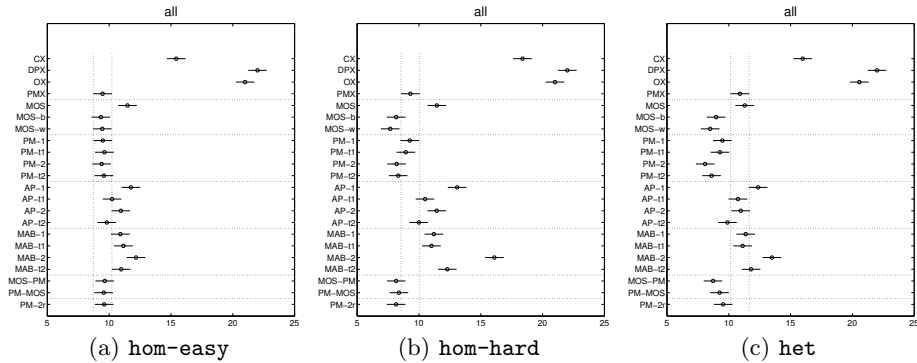 all
CX
DPX
OX
PMX
MOS
MOS-b
MOS-w
PM-1
PM-t1
PM-2
PM-t2
AP-1
AP-t1
AP-2
AP-t2
MAB-1
MAB-t1
MAB-2
MAB-t2
MOS-PM
PM-MOS
PM-2r
5 10 15 20 25
(a) hom-easy
all
CX
DPX
OX
PMX
MOS
MOS-b
MOS-w
PM-1
PM-t1
PM-2
PM-t2
AP-1
AP-t1
AP-2
AP-t2
MAB-1
MAB-t1
MAB-2
MAB-t2
MOS-PM
PM-MOS
PM-2r
5 10 15 20 25
(b) hom-hard
all
CX
DPX
OX
PMX
MOS
MOS-b
MOS-w
PM-1
PM-t1
PM-2
PM-t2
AP-1
AP-t1
AP-2
AP-t2
MAB-1
MAB-t1
MAB-2
MAB-t2
MOS-PM
PM-MOS
PM-2r
5 10 15 20 25
(c) het